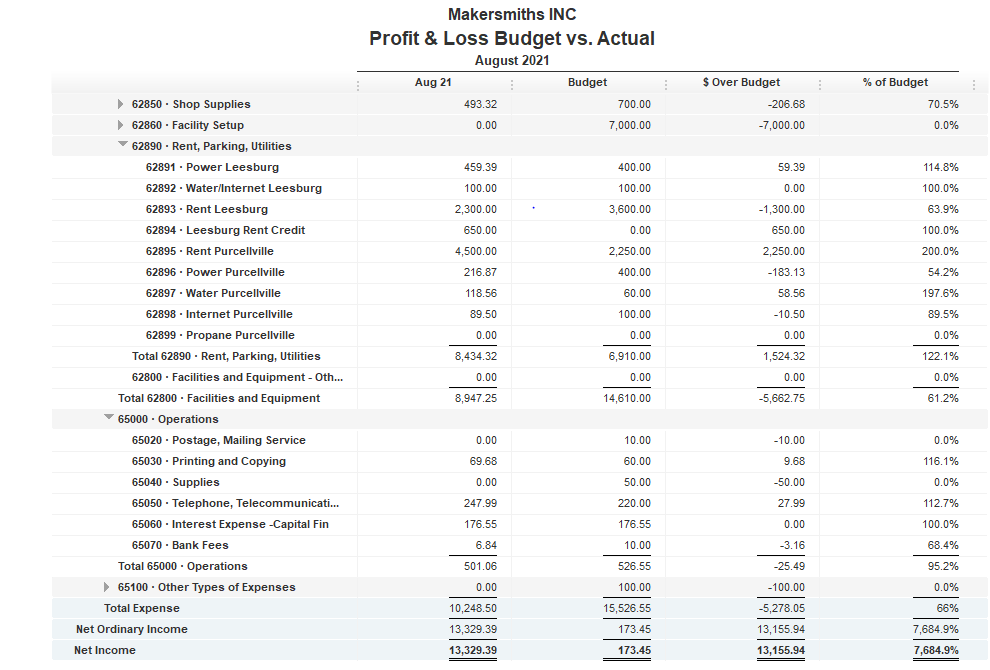 Makersmiths INC
Profit & Loss Budget vs. Actual
August 2021
Aug 21 Budget $ Over Budget % of Budget
62850 · Shop Supplies 493.32 700.00 -206.68 70.5%
62860 · Facility Setup 0.00 7,000.00 -7,000.00 0.0%
62890 · Rent, Parking, Utilities
62891 · Power Leesburg 459.39 400.00 59.39 114.8%
62892 · Water/Internet Leesburg 100.00 100.00 0.00 100.0%
62893 · Rent Leesburg 2,300.00 3,600.00 -1,300.00 63.9%
62894 · Leesburg Rent Credit 650.00 0.00 650.00 100.0%
62895 · Rent Purcellville 4,500.00 2,250.00 2,250.00 200.0%
62896 · Power Purcellville 216.87 400.00 -183.13 54.2%
62897 · Water Purcellville 118.56 60.00 58.56 197.6%
62898 · Internet Purcellville 89.50 100.00 -10.50 89.5%
62899 · Propane Purcellville 0.00 0.00 0.00 0.0%
Total 62890 · Rent, Parking, Utilities 8,434.32 6,910.00 1,524.32 122.1%
62800 · Facilities and Equipment - Oth... 0.00 0.00 0.00 0.0%
Total 62800 · Facilities and Equipment 8,947.25 14,610.00 -5,662.75 61.2%
65000 · Operations
65020 · Postage, Mailing Service 0.00 10.00 -10.00 0.0%
65030 · Printing and Copying 69.68 60.00 9.68 116.1%
65040 · Supplies 0.00 50.00 -50.00 0.0%
65050 · Telephone, Telecommunicati... 247.99 220.00 27.99 112.7%
65060 · Interest Expense -Capital Fin 176.55 176.55 0.00 100.0%
65070 · Bank Fees 6.84 10.00 -3.16 68.4%
Total 65000 · Operations 501.06 526.55 -25.49 95.2%
65100 · Other Types of Expenses 0.00 100.00 -100.00 0.0%
Total Expense 10,248.50 15,526.55 -5,278.05 66%
Net Ordinary Income 13,329.39 173.45 13,155.94 7,684.9%
Net Income 13,329.39 173.45 13,155.94 7,684.9%